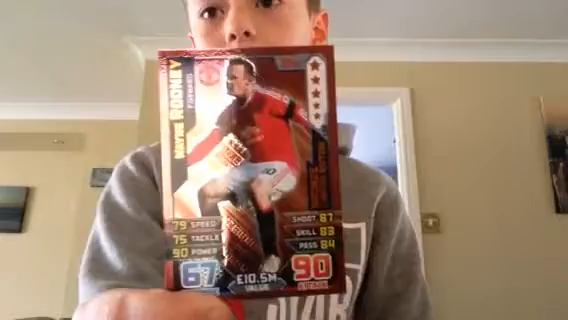 WAYNE ROONEY
FORWARD
79 SPEED
75 TACKLE
90 POWER
SHOOT 87
SKILL 83
PASS 84
67
£10.5M
VALUE
90
ATTACK